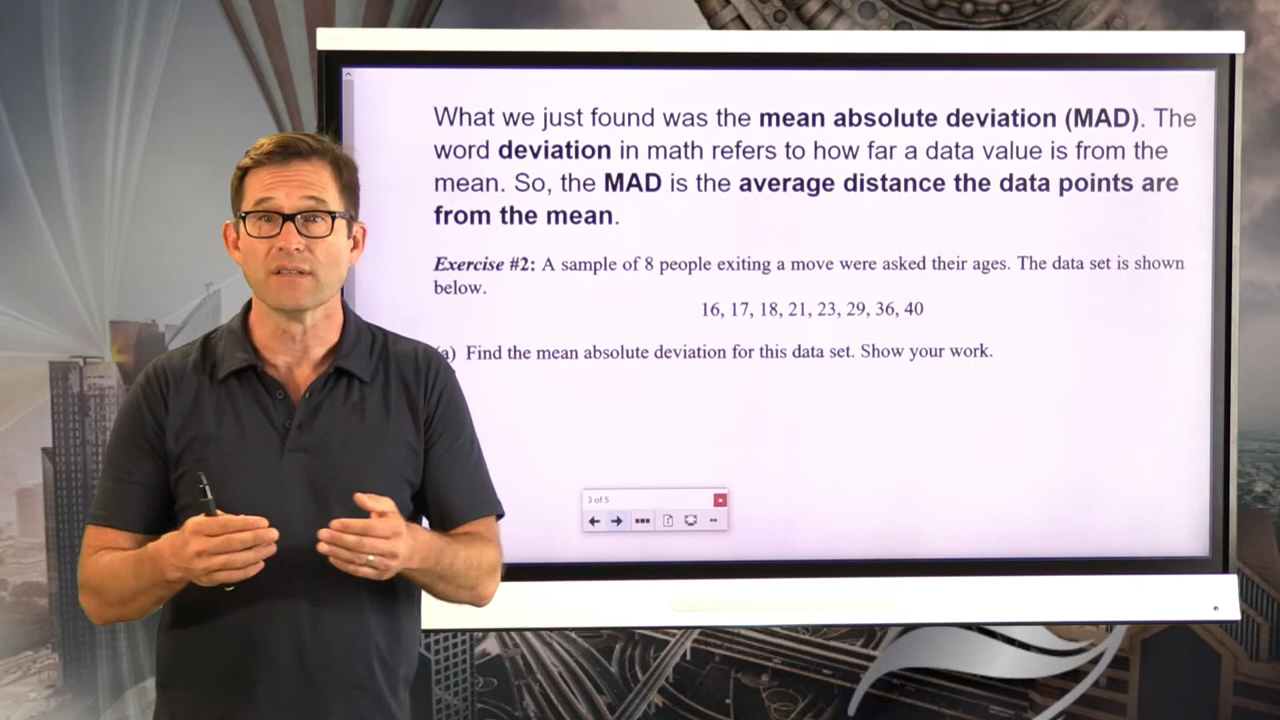 What we just found was the mean absolute deviation (MAD). The
word deviation in math refers to how far a data value is from the
mean. So, the MAD is the average distance the data points are
from the mean.
Exercise #2: A sample of 8 people exiting a move were asked their ages. The data set is shown
below.
16, 17, 18, 21, 23, 29, 36, 40
a) Find the mean absolute deviation for this data set. Show your work.
3 of 5